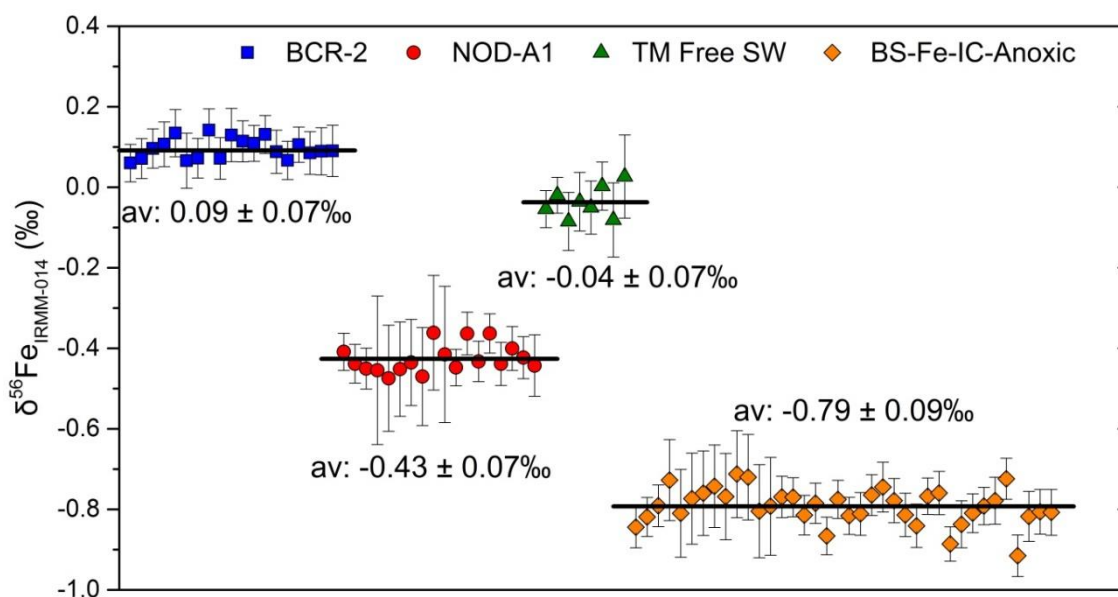 0.4
BCR-2 NOD-A1 TM Free SW BS-Fe-IC-Anoxic
0.2
0.0
av: 0.09 ± 0.07‰
-0.2
av: -0.04 ± 0.07‰
-0.4
-0.6
av: -0.43 ± 0.07‰
av: -0.79 ± 0.09‰
-0.8
-1.0
δ⁵⁶Fe_IRMM-014 (‰)